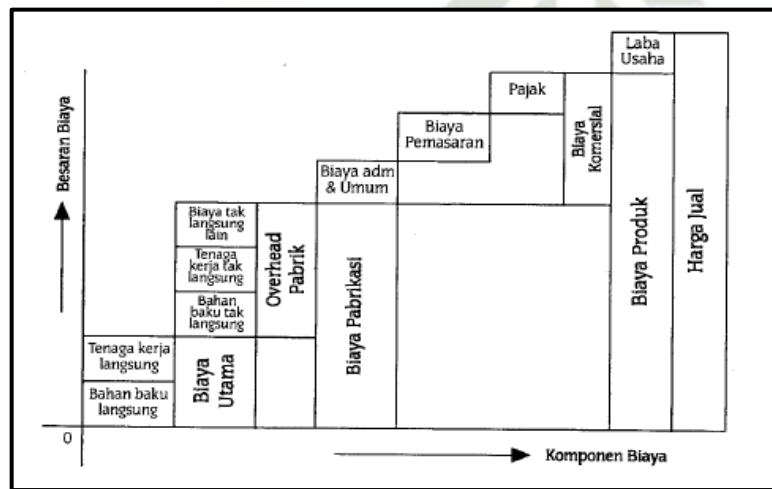 Laba
Usaha
Pajak
Biaya
Pemasaran
Biaya
Komersial
Biaya adm
& Umum
Biaya tak
langsung
lain
Tenaga
kerja tak
langsung
Bahan
baku tak
langsung
Overhead
Pabrik
Tenaga kerja
langsung
Bahan baku
langsung
Biaya
Utama
Biaya Pabrikasi
Biaya Produk
Harga Jual
Besaran Biaya
0
Komponen Biaya